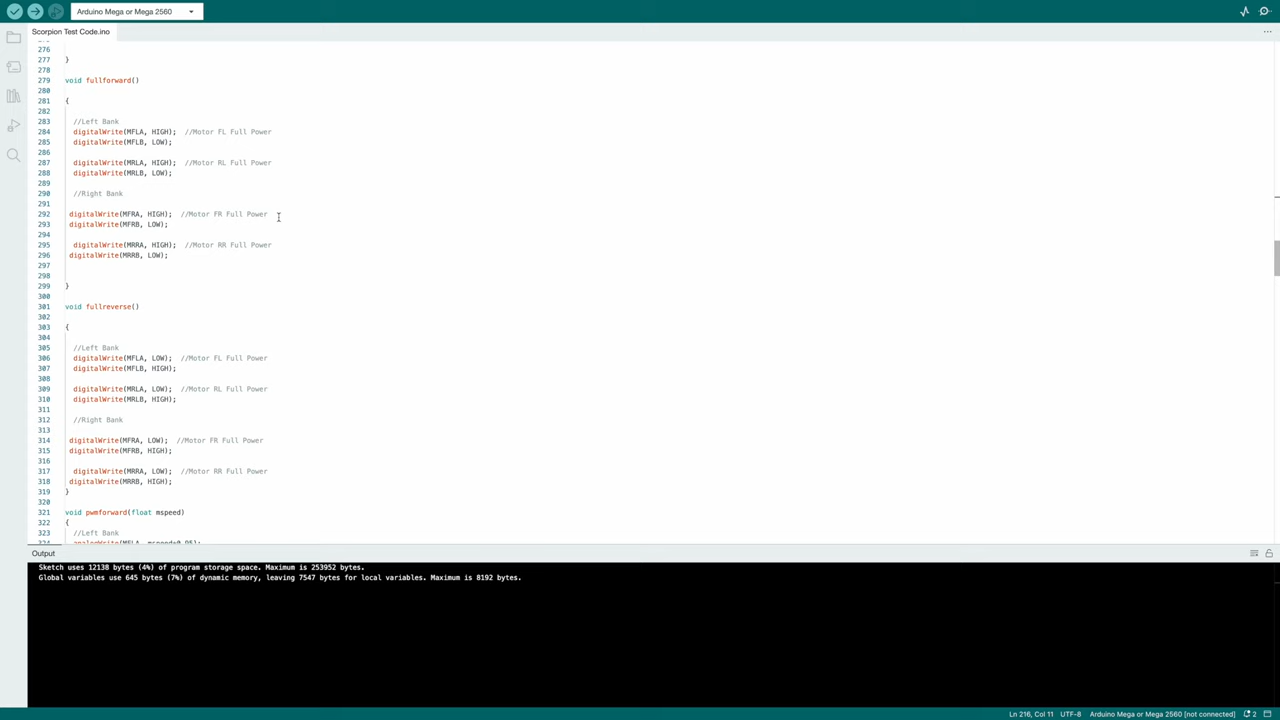 Arduino Mega or Mega 2560
Scorpion Test Code.ino
276
277 }
278
279 void fullforward()
280
281 {
282
283 //Left Bank
284 digitalWrite(MFLA, HIGH); //Motor FL Full Power
285 digitalWrite(MFLB, LOW);
286
287 digitalWrite(MRLA, HIGH); //Motor RL Full Power
288 digitalWrite(MRLB, LOW);
289
290 //Right Bank
291
292 digitalWrite(MFRA, HIGH); //Motor FR Full Power
293 digitalWrite(MFRB, LOW);
294
295 digitalWrite(MRRA, HIGH); //Motor RR Full Power
296 digitalWrite(MRRB, LOW);
297
298
299 }
300
301 void fullreverse()
302
303 {
304
305 //Left Bank
306 digitalWrite(MFLA, LOW); //Motor FL Full Power
307 digitalWrite(MFLB, HIGH);
308
309 digitalWrite(MRLA, LOW); //Motor RL Full Power
310 digitalWrite(MRLB, HIGH);
311
312 //Right Bank
313
314 digitalWrite(MFRA, LOW); //Motor FR Full Power
315 digitalWrite(MFRB, HIGH);
316
317 digitalWrite(MRRA, LOW); //Motor RR Full Power
318 digitalWrite(MRRB, HIGH);
319 }
320
321 void pwmforward(float mspeed)
322 {
323 //Left Bank
324 analogWrite(MFLA, mspeed*0.95);
Output
Sketch uses 12138 bytes (4%) of program storage space. Maximum is 253952 bytes.
Global variables use 645 bytes (7%) of dynamic memory, leaving 7547 bytes for local variables. Maximum is 8192 bytes.
Ln 216, Col 11 UTF-8 Arduino Mega or Mega 2560 [not connected] 2